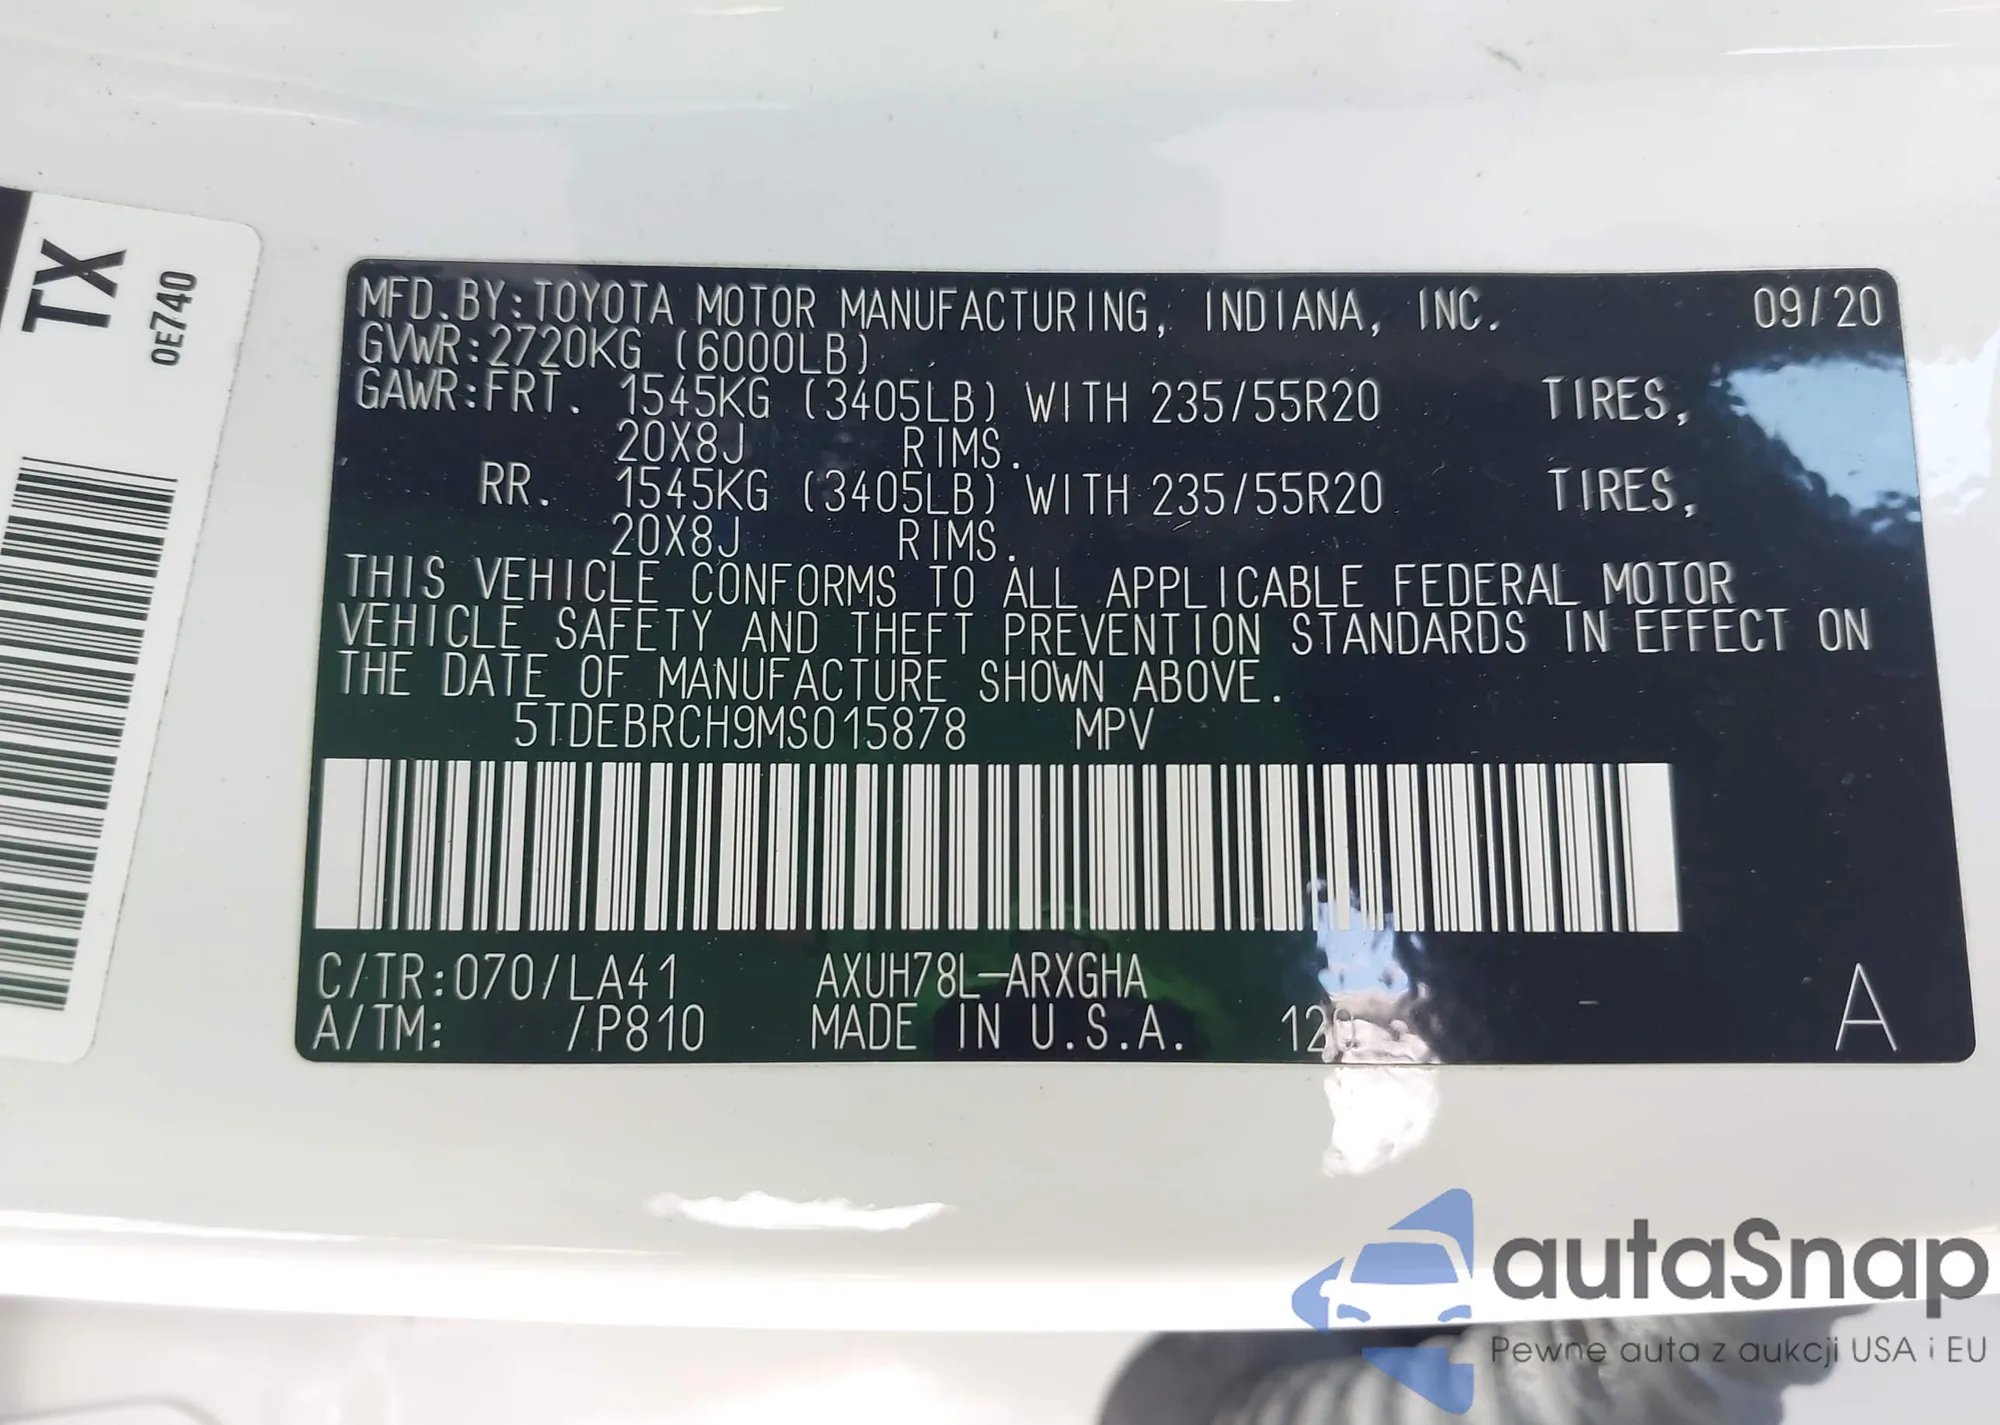 TX
0E740
MFD.BY:TOYOTA MOTOR MANUFACTURING, INDIANA, INC. 09/20
GVWR:2720KG (6000LB)
GAWR:FRT. 1545KG (3405LB) WITH 235/55R20 TIRES,
20X8J RIMS.
RR. 1545KG (3405LB) WITH 235/55R20 TIRES,
20X8J RIMS.
THIS VEHICLE CONFORMS TO ALL APPLICABLE FEDERAL MOTOR
VEHICLE SAFETY AND THEFT PREVENTION STANDARDS IN EFFECT ON
THE DATE OF MANUFACTURE SHOWN ABOVE.
5TDEBRCH9MS015878 MPV
C/TR:070/LA41 AXUH78L-ARXGHA
A/TM: /P810 MADE IN U.S.A. 120 A
autaSnap
Pewne auta z aukcji USA i EU